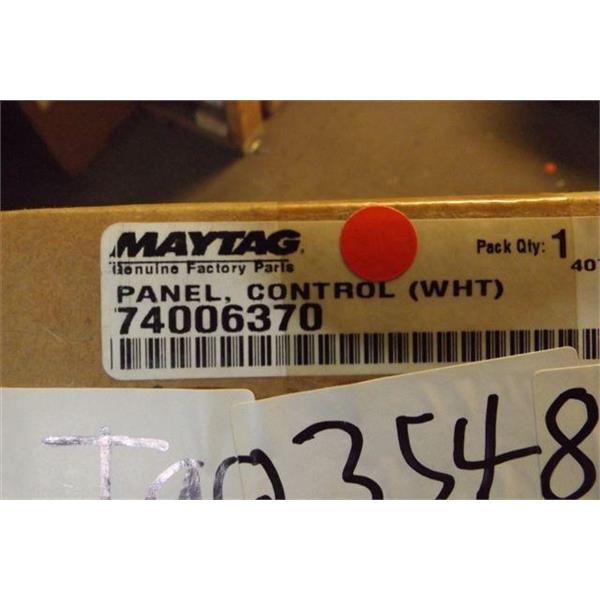 MAYTAG
Genuine Factory Parts
Pack Qty: 1
PANEL, CONTROL (WHT)
74006370
3548